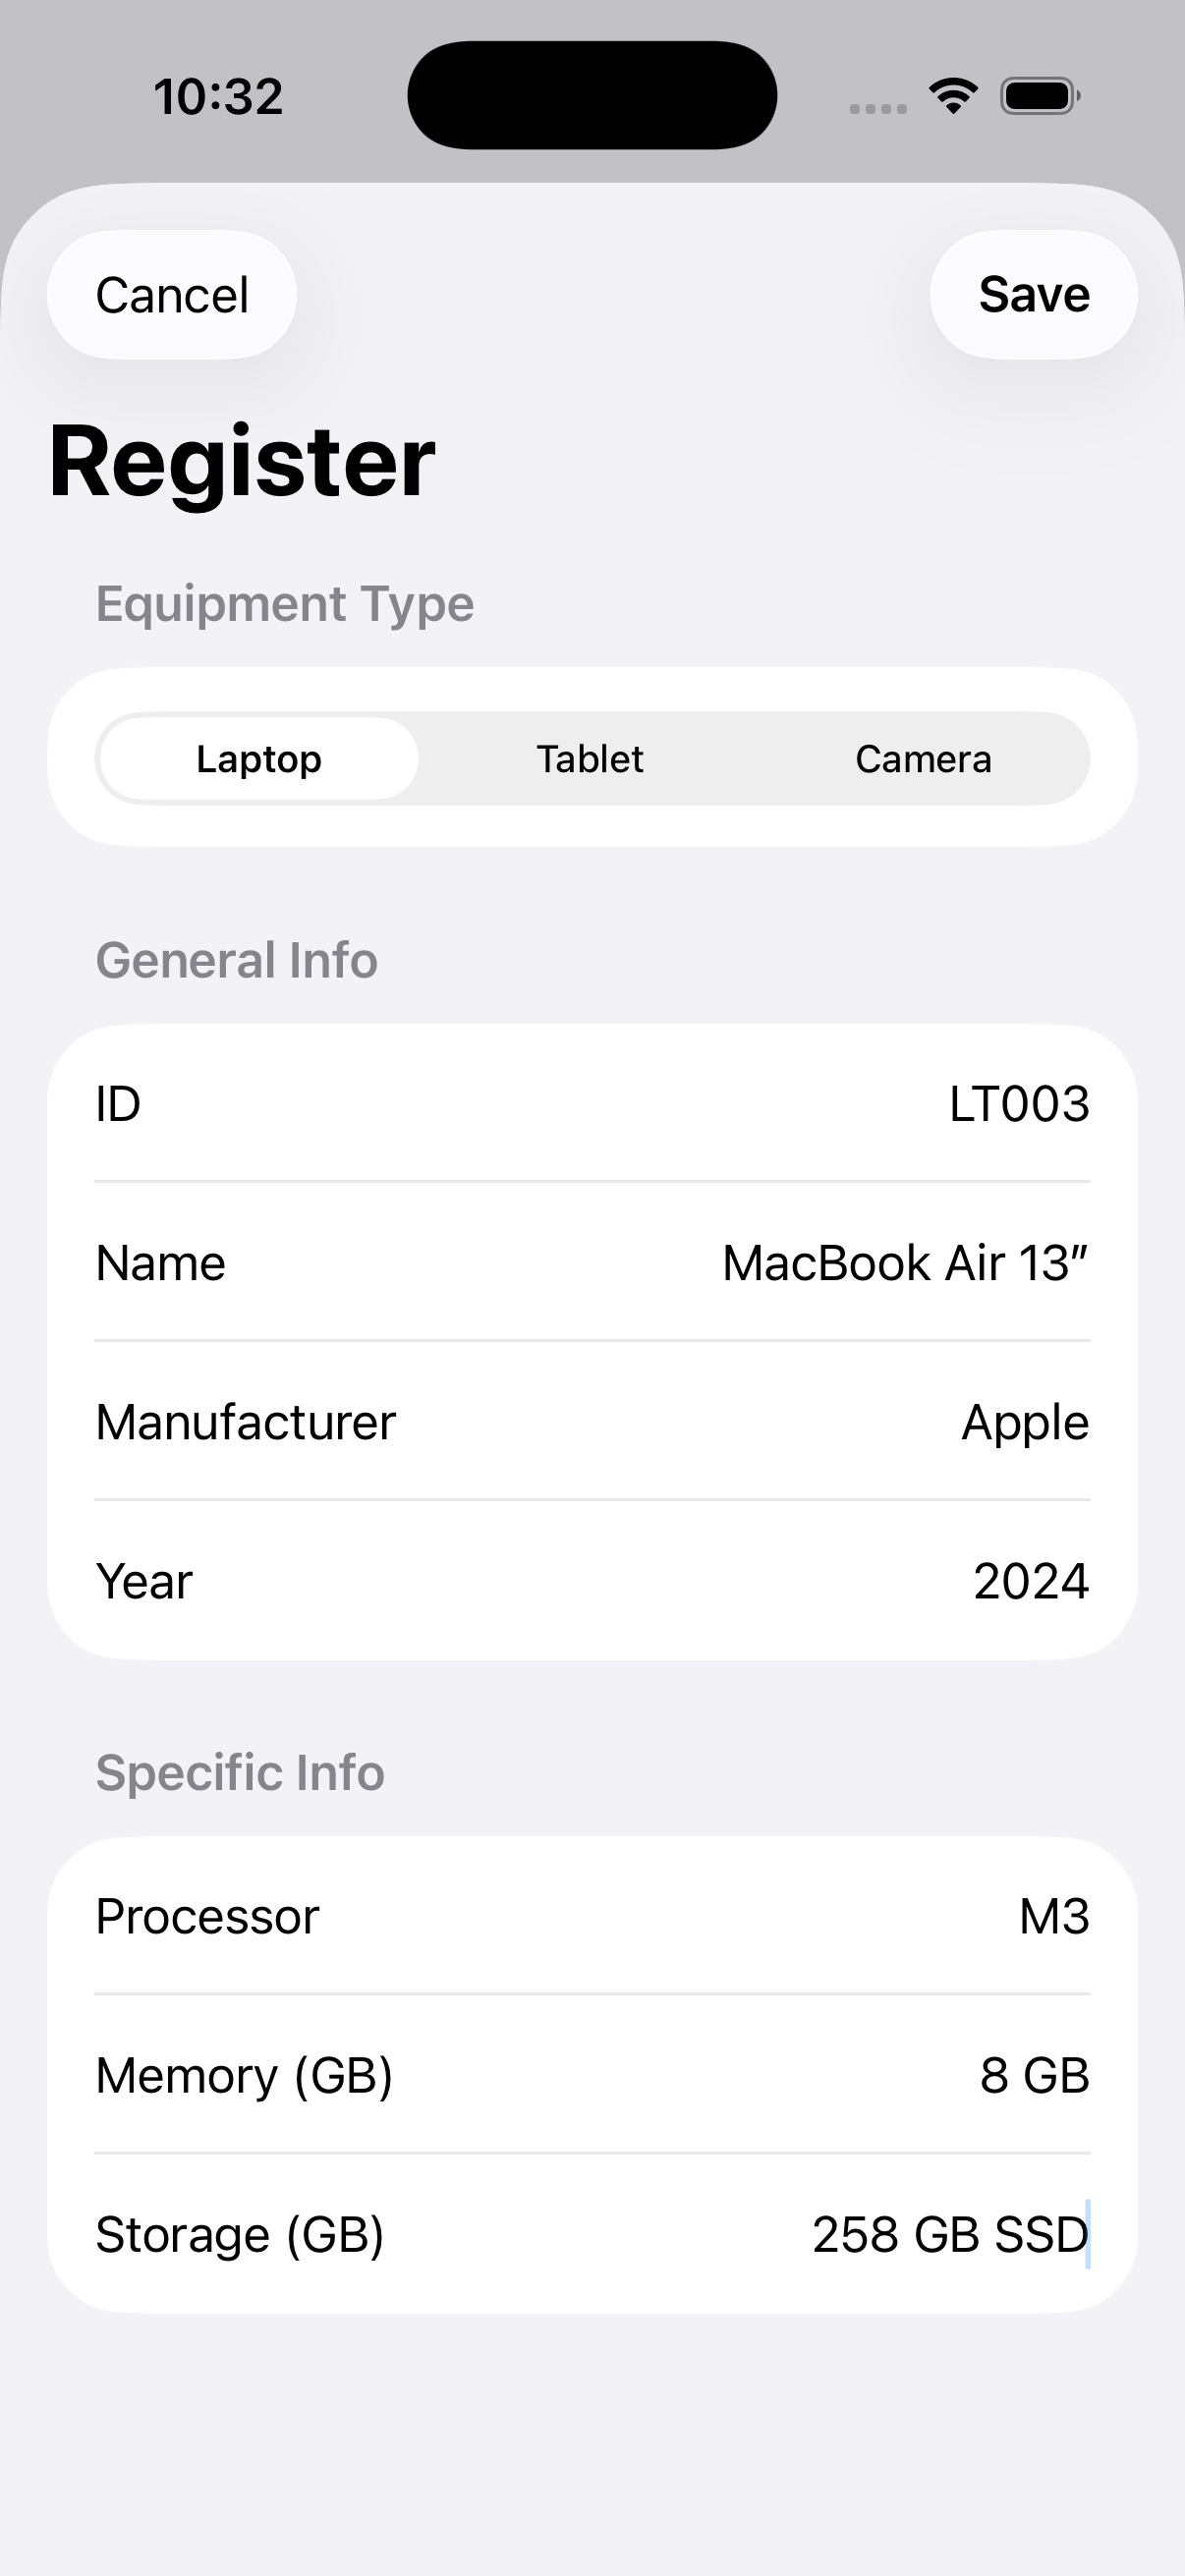 10:32
Cancel Save
Register
Equipment Type
Laptop Tablet Camera
General Info
ID LT003
Name MacBook Air 13”
Manufacturer Apple
Year 2024
Specific Info
Processor M3
Memory (GB) 8 GB
Storage (GB) 258 GB SSD